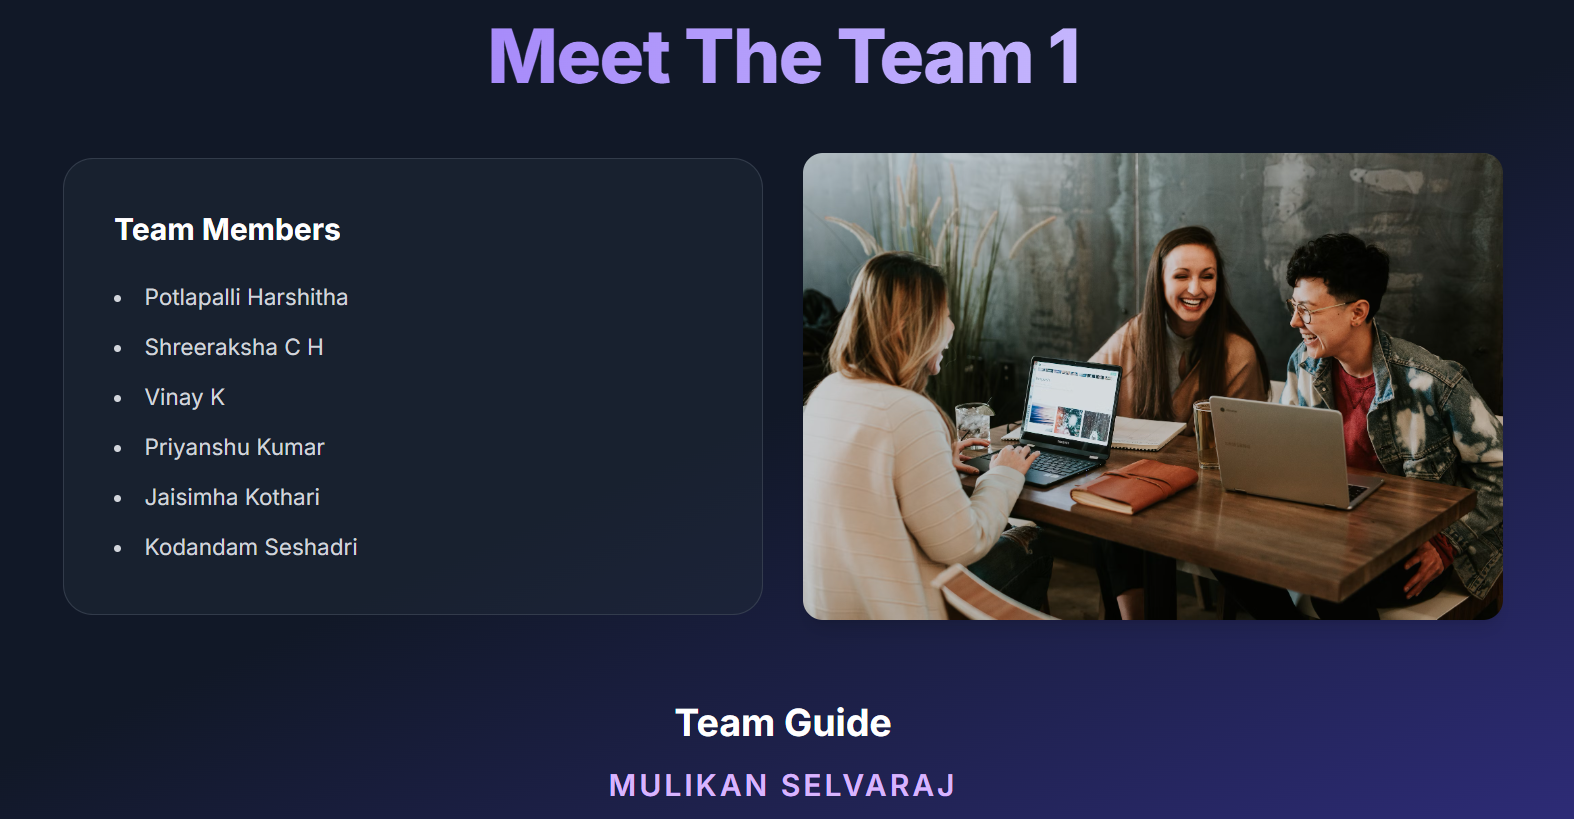 Meet The Team 1
Team Members
• Potlapalli Harshitha
• Shreeraksha C H
• Vinay K
• Priyanshu Kumar
• Jaisimha Kothari
• Kodandam Seshadri
Team Guide
MULIKAN SELVARAJ